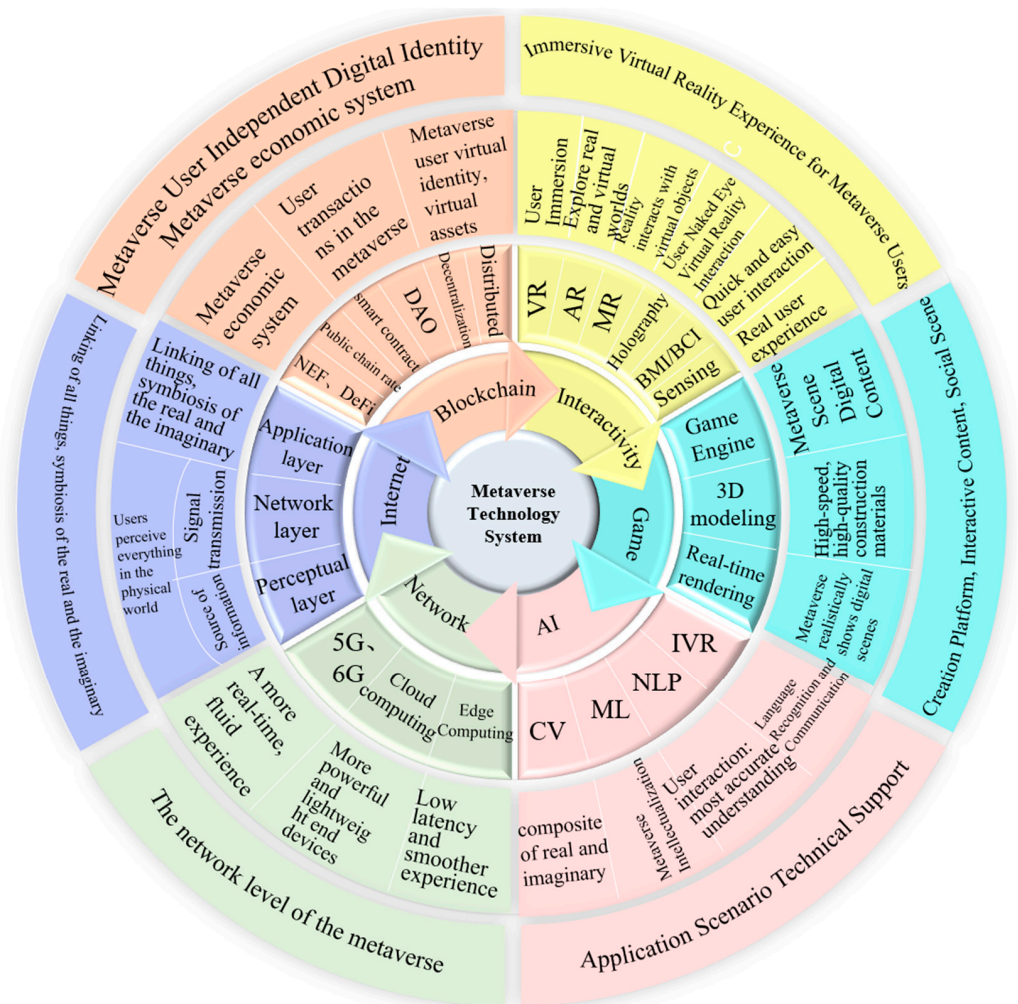 Metaverse
Technology
System
Blockchain
Interactivity
Game
AI
Network
Internet
Metaverse User Independent Digital Identity
Metaverse economic system
Metaverse
economic
system
User
transactio
ns in the
metaverse
Metaverse
user virtual
identity,
virtual
assets
NEF、DeFi
Public chain rate
smart contract
DAO
Decentralization
Distributed
Immersive Virtual Reality Experience for Metaverse Users
C
User
Immersion
Explore real
and virtual
worlds
Reality
interacts with
virtual objects
User Naked Eye
Virtual Reality
Interaction
Quick and easy
user interaction
Real user
experience
VR
AR
MR
Holography
BMI/BCI
Sensing
Creation Platform, Interactive Content, Social Scene
Metaverse
Scene
Digital
Content
High-speed,
high-quality
construction
materials
Metaverse
realistically
shows digital
scenes
Game
Engine
3D
modeling
Real-time
rendering
Application Scenario Technical Support
Language
Recognition and
Communication
User
interaction:
most accurate
understanding
Metaverse
Intellectualization
composite
of real and
imaginary
IVR
NLP
ML
CV
The network level of the metaverse
A more
real-time,
fluid
experience
More
powerful
and
lightweig
ht end
devices
Low
latency
and
smoother
experience
5G、
6G
Cloud
computing
Edge
Computing
Linking of all things, symbiosis of the real and the imaginary
Linking of all
things,
symbiosis of
the real and
the imaginary
Users
perceive
everything
in the
physical
world
Signal
transmission
Source of
information
Application
layer
Network
layer
Perceptual
layer